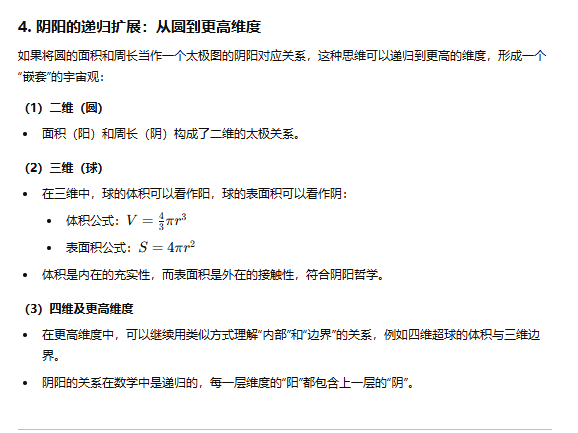 4. 阴阳的递归扩展：从圆到更高维度
如果将圆的面积和周长当作一个太极图的阴阳对应关系，这种思维可以递归到更高的维度，形成一个
“嵌套”的宇宙观：
（1）二维（圆）
• 面积（阳）和周长（阴）构成了二维的太极关系。
（2）三维（球）
• 在三维中，球的体积可以看作阳，球的表面积可以看作阴：
• 体积公式：V = 4/3 πr³
• 表面积公式：S = 4πr²
• 体积是内在的充实性，而表面积是外在的接触性，符合阴阳哲学。
（3）四维及更高维度
• 在更高维度中，可以继续用类似方式理解“内部”和“边界”的关系，例如四维超球的体积与三维边
界。
• 阴阳的关系在数学中是递归的，每一层维度的“阳”都包含上一层的“阴”。